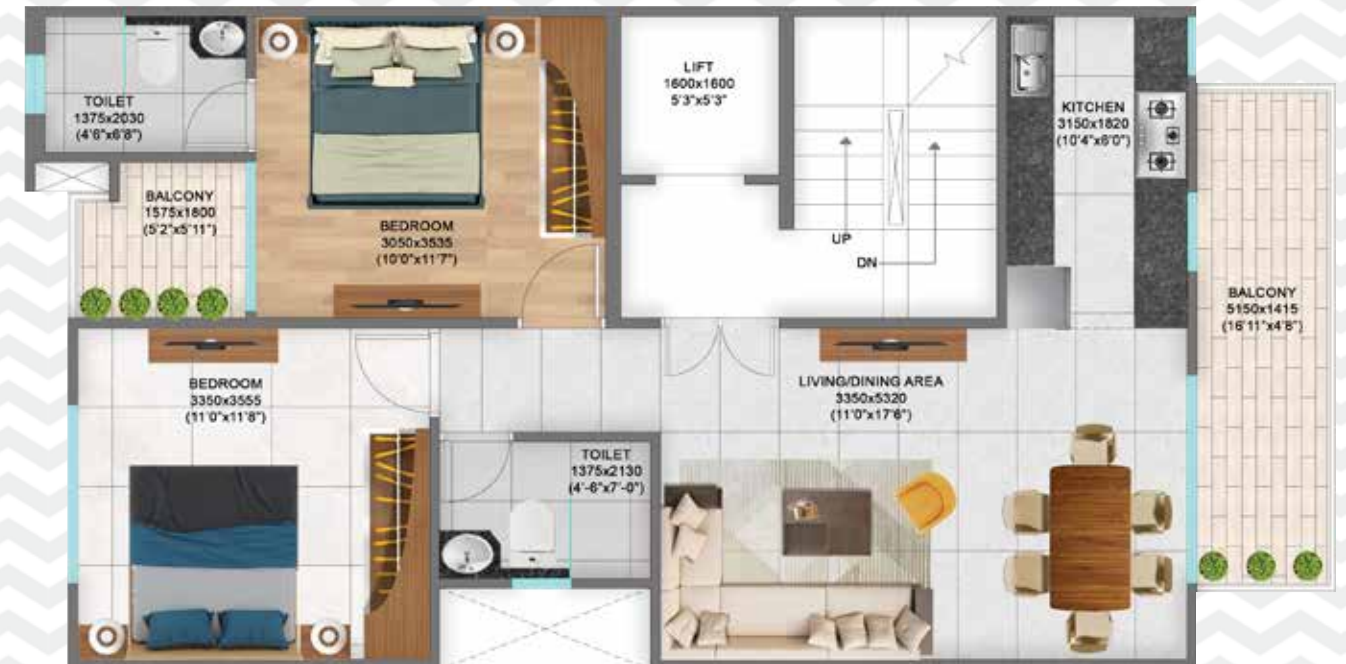 TOILET
1375x2030
(4'6"x6'8")
BALCONY
1575x1800
(5'2"x5'11")
BEDROOM
3050x3535
(10'0"x11'7")
LIFT
1600x1600
5'3"x5'3"
UP
DN
KITCHEN
3150x1820
(10'4"x6'0")
BALCONY
5150x1415
(16'11"x4'8")
BEDROOM
3350x3555
(11'0"x11'8")
TOILET
1375x2130
(4'-6"x7'-0")
LIVING/DINING AREA
3350x5320
(11'0"x17'6")